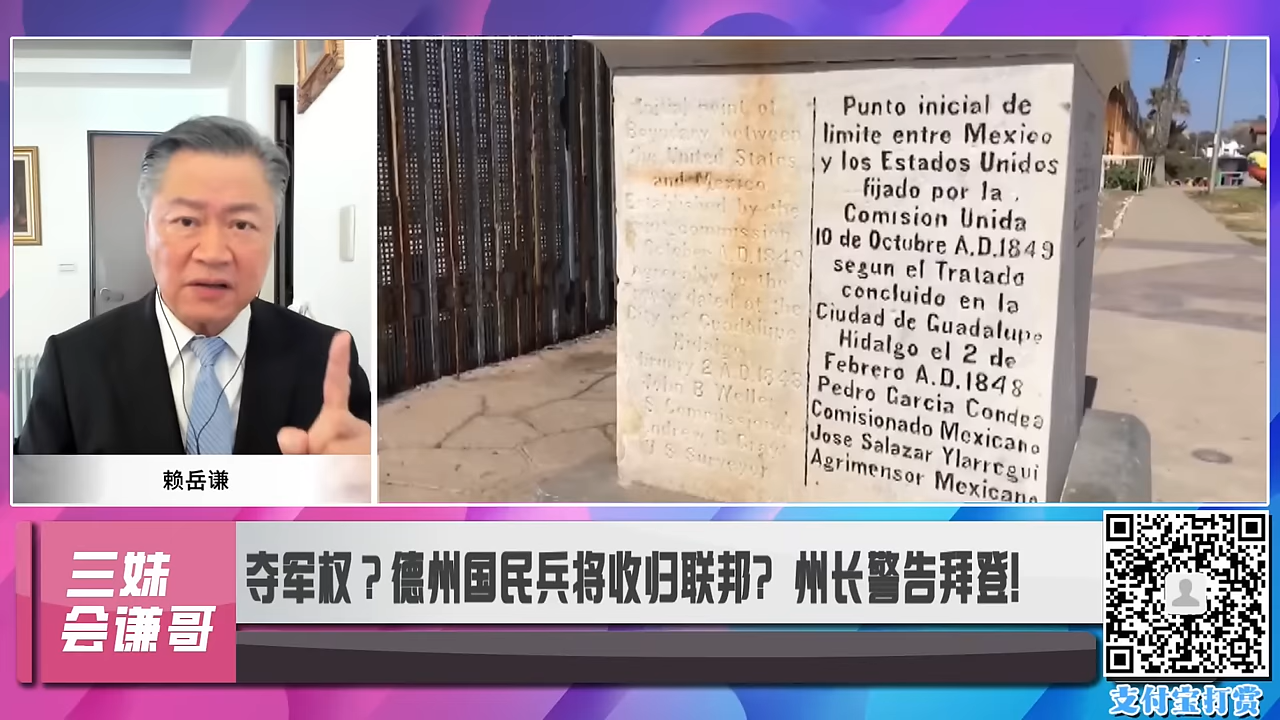 赖岳谦
Initial point of
Boundary between
the United States
and Mexico
Established by the
October A.D.1849
Agreeably to the
dated at the
City of Guadalupe
Hidalgo
2 A.D.1848
John B Weller
U S Surveyor
Punto inicial de
limite entre Mexico
y los Estados Unidos
fijado por la
Comision Unida
10 de Octubre A.D.1849
segun el Tratado
concluido en la
Ciudad de Guadalupe
Hidalgo el 2 de
Febrero A.D.1848
Pedro Garcia Condea
Comisionado Mexicano
Jose Salazar Ylarregui
Agrimensor Mexicano
三妹
会谦哥
夺军权？德州国民兵将收归联邦？ 州长警告拜登！
支付宝打赏